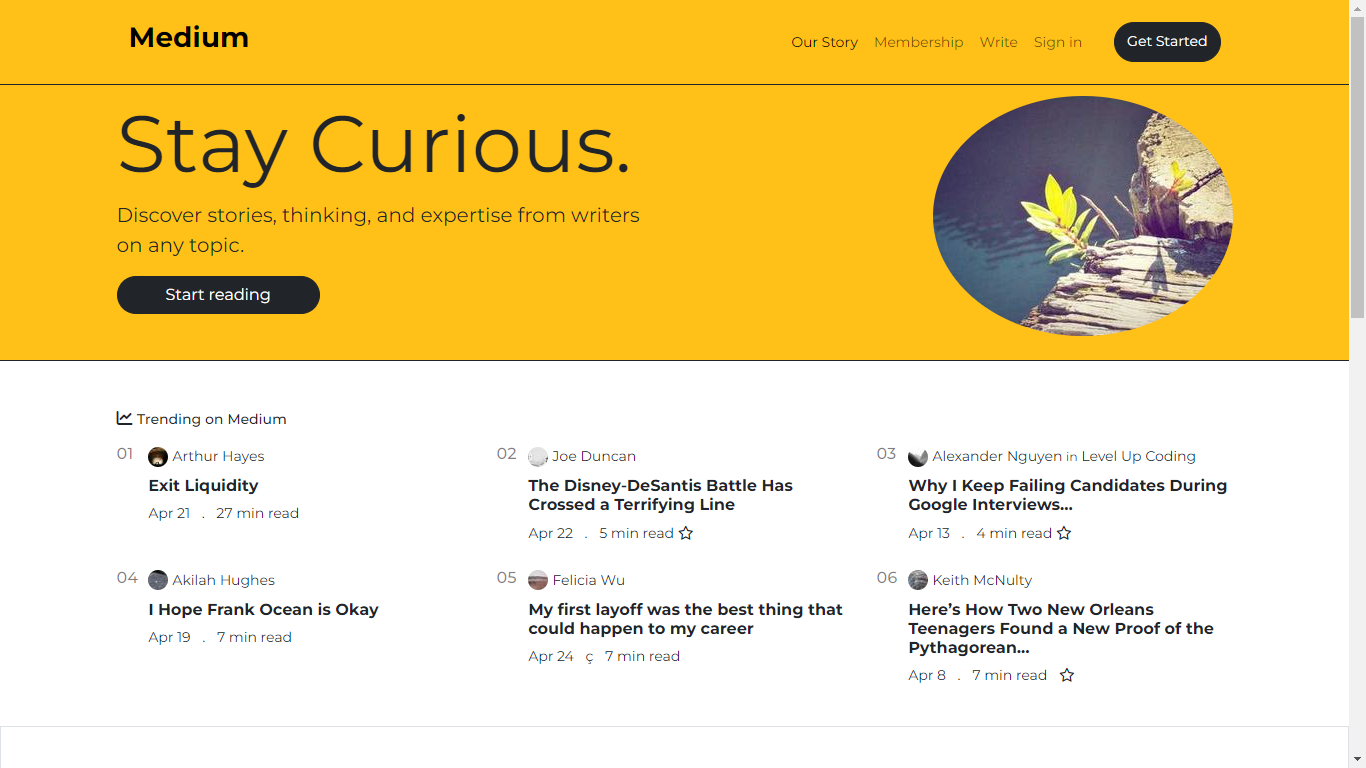 Medium
Our Story Membership Write Sign in Get Started
Stay Curious.
Discover stories, thinking, and expertise from writers
on any topic.
Start reading
Trending on Medium
01 Arthur Hayes
Exit Liquidity
Apr 21 . 27 min read
02 Joe Duncan
The Disney-DeSantis Battle Has
Crossed a Terrifying Line
Apr 22 . 5 min read
03 Alexander Nguyen in Level Up Coding
Why I Keep Failing Candidates During
Google Interviews...
Apr 13 . 4 min read
04 Akilah Hughes
I Hope Frank Ocean is Okay
Apr 19 . 7 min read
05 Felicia Wu
My first layoff was the best thing that
could happen to my career
Apr 24 ç 7 min read
06 Keith McNulty
Here’s How Two New Orleans
Teenagers Found a New Proof of the
Pythagorean...
Apr 8 . 7 min read